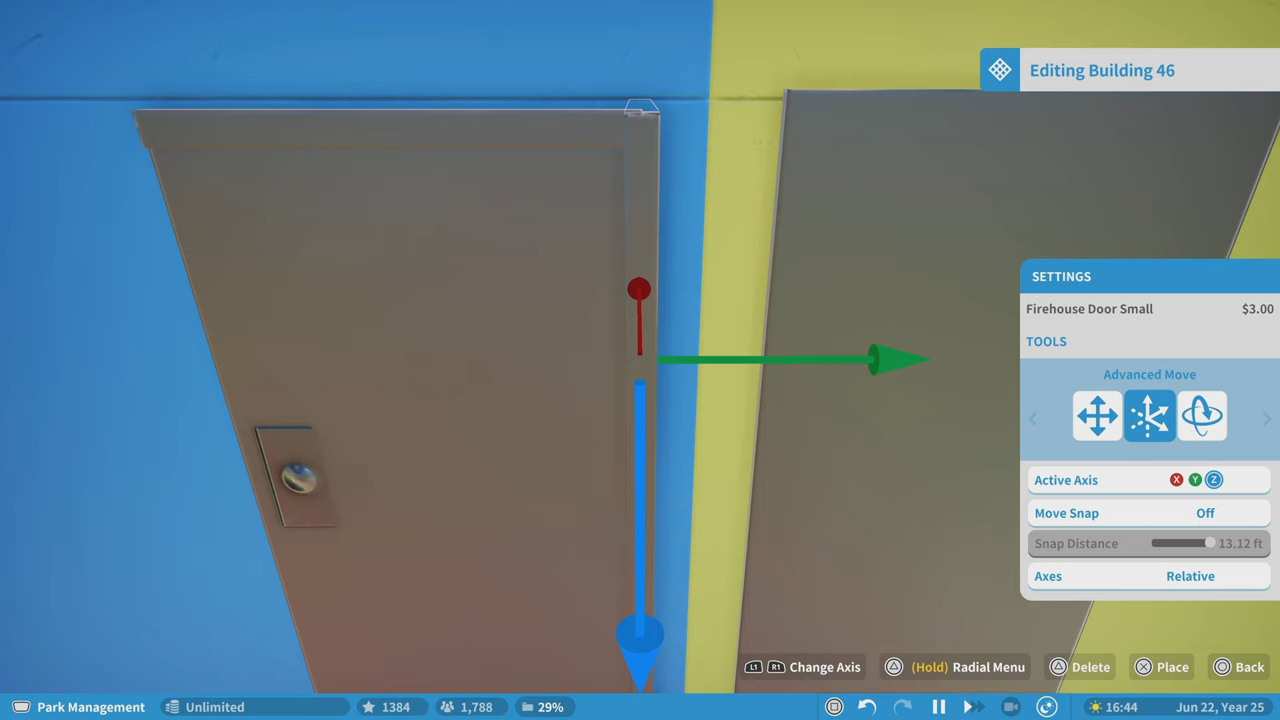 Editing Building 46
SETTINGS
Firehouse Door Small $3.00
TOOLS
Advanced Move
Active Axis X Y Z
Move Snap Off
Snap Distance 13.12 ft
Axes Relative
L1 R1 Change Axis (Hold) Radial Menu Delete Place Back
Park Management Unlimited 1384 1,788 29% 16:44 Jun 22, Year 25